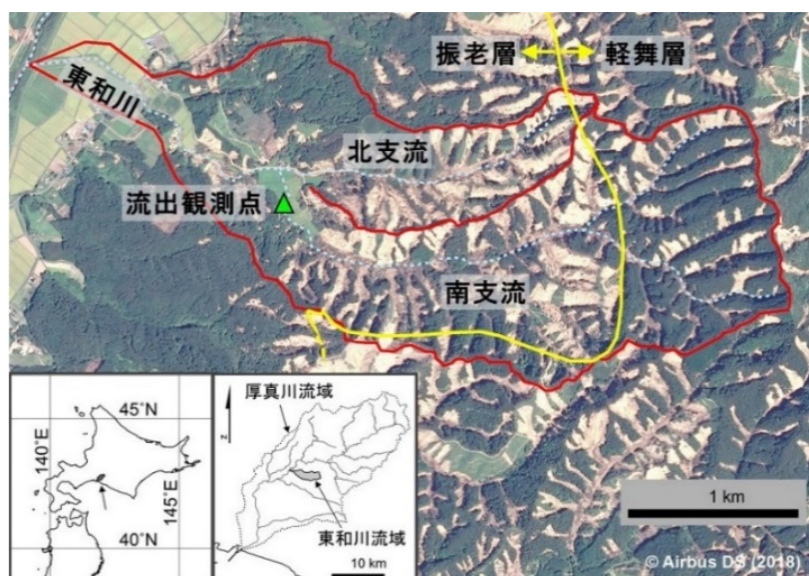 振老層 軽舞層
東和川
北支流
流出観測点
南支流
45°N
140°E
145°E
40°N
厚真川流域
z
東和川流域
10 km
z
1 km
© Airbus DS (2018)